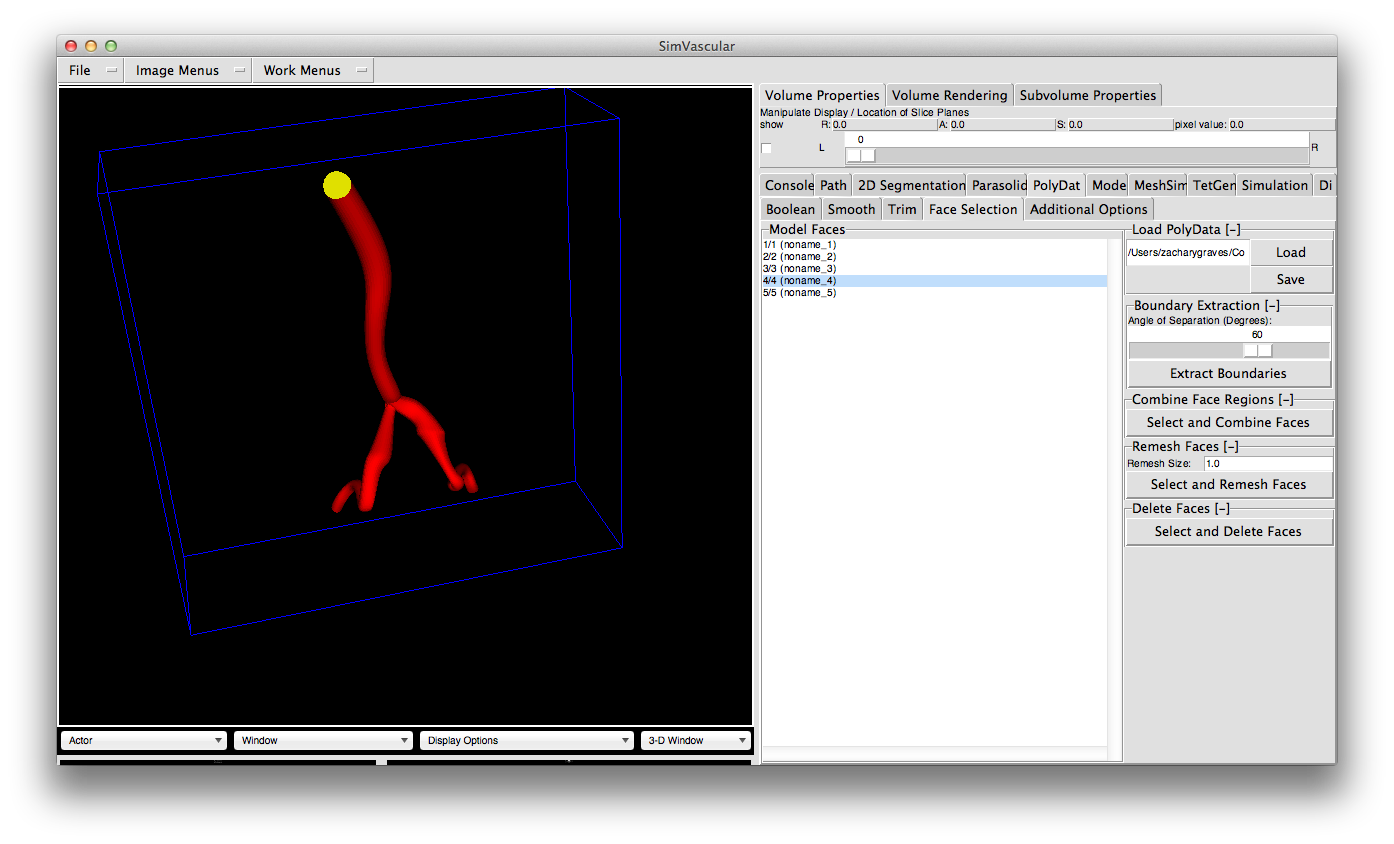 SimVascular
File Image Menus Work Menus
Volume Properties Volume Rendering Subvolume Properties
Manipulate Display / Location of Slice Planes
show R: 0.0 A: 0.0 S: 0.0 pixel value: 0.0
0
L R
Console Path 2D Segmentation Parasolid PolyDat Mode MeshSim TetGen Simulation Di
Boolean Smooth Trim Face Selection Additional Options
Model Faces
1/1 (noname_1)
2/2 (noname_2)
3/3 (noname_3)
4/4 (noname_4)
5/5 (noname_5)
Load PolyData [-]
/Users/zacharygraves/Co Load
Save
Boundary Extraction [-]
Angle of Separation (Degrees):
60
Extract Boundaries
Combine Face Regions [-]
Select and Combine Faces
Remesh Faces [-]
Remesh Size: 1.0
Select and Remesh Faces
Delete Faces [-]
Select and Delete Faces
Actor Window Display Options 3-D Window